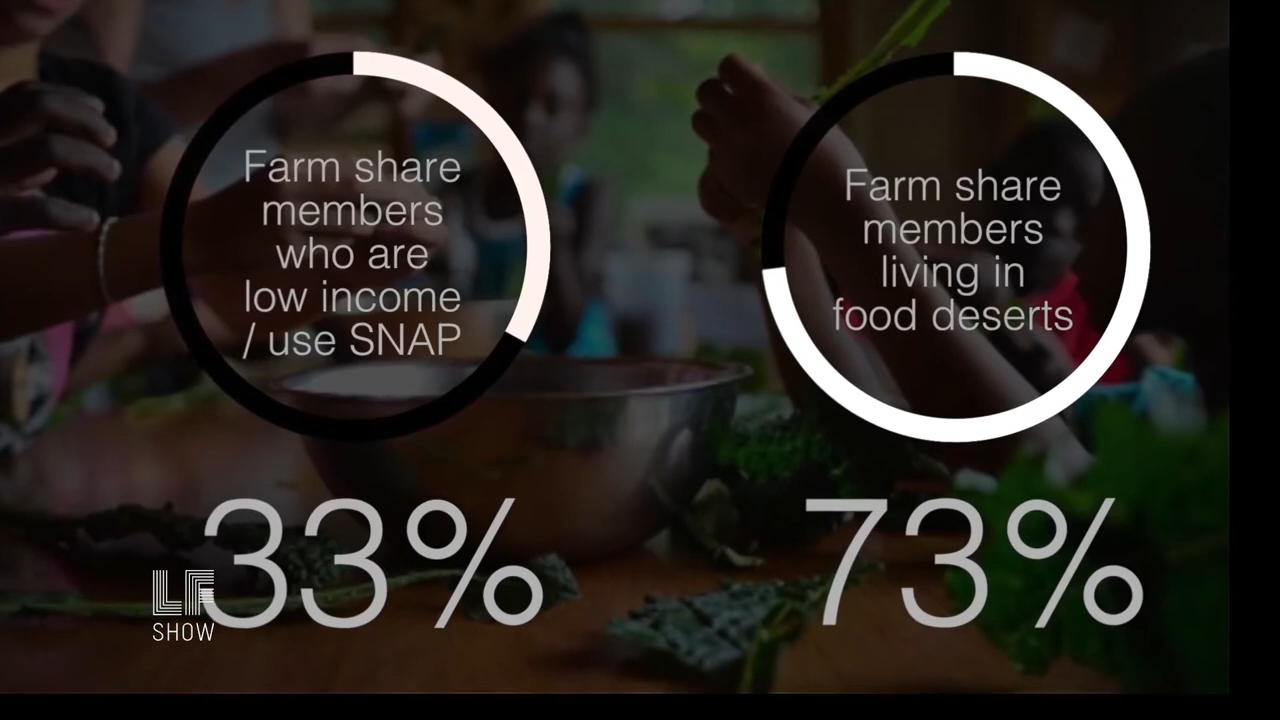 Farm share
members
who are
low income
/ use SNAP
33%
Farm share
members
living in
food deserts
73%
LF
SHOW